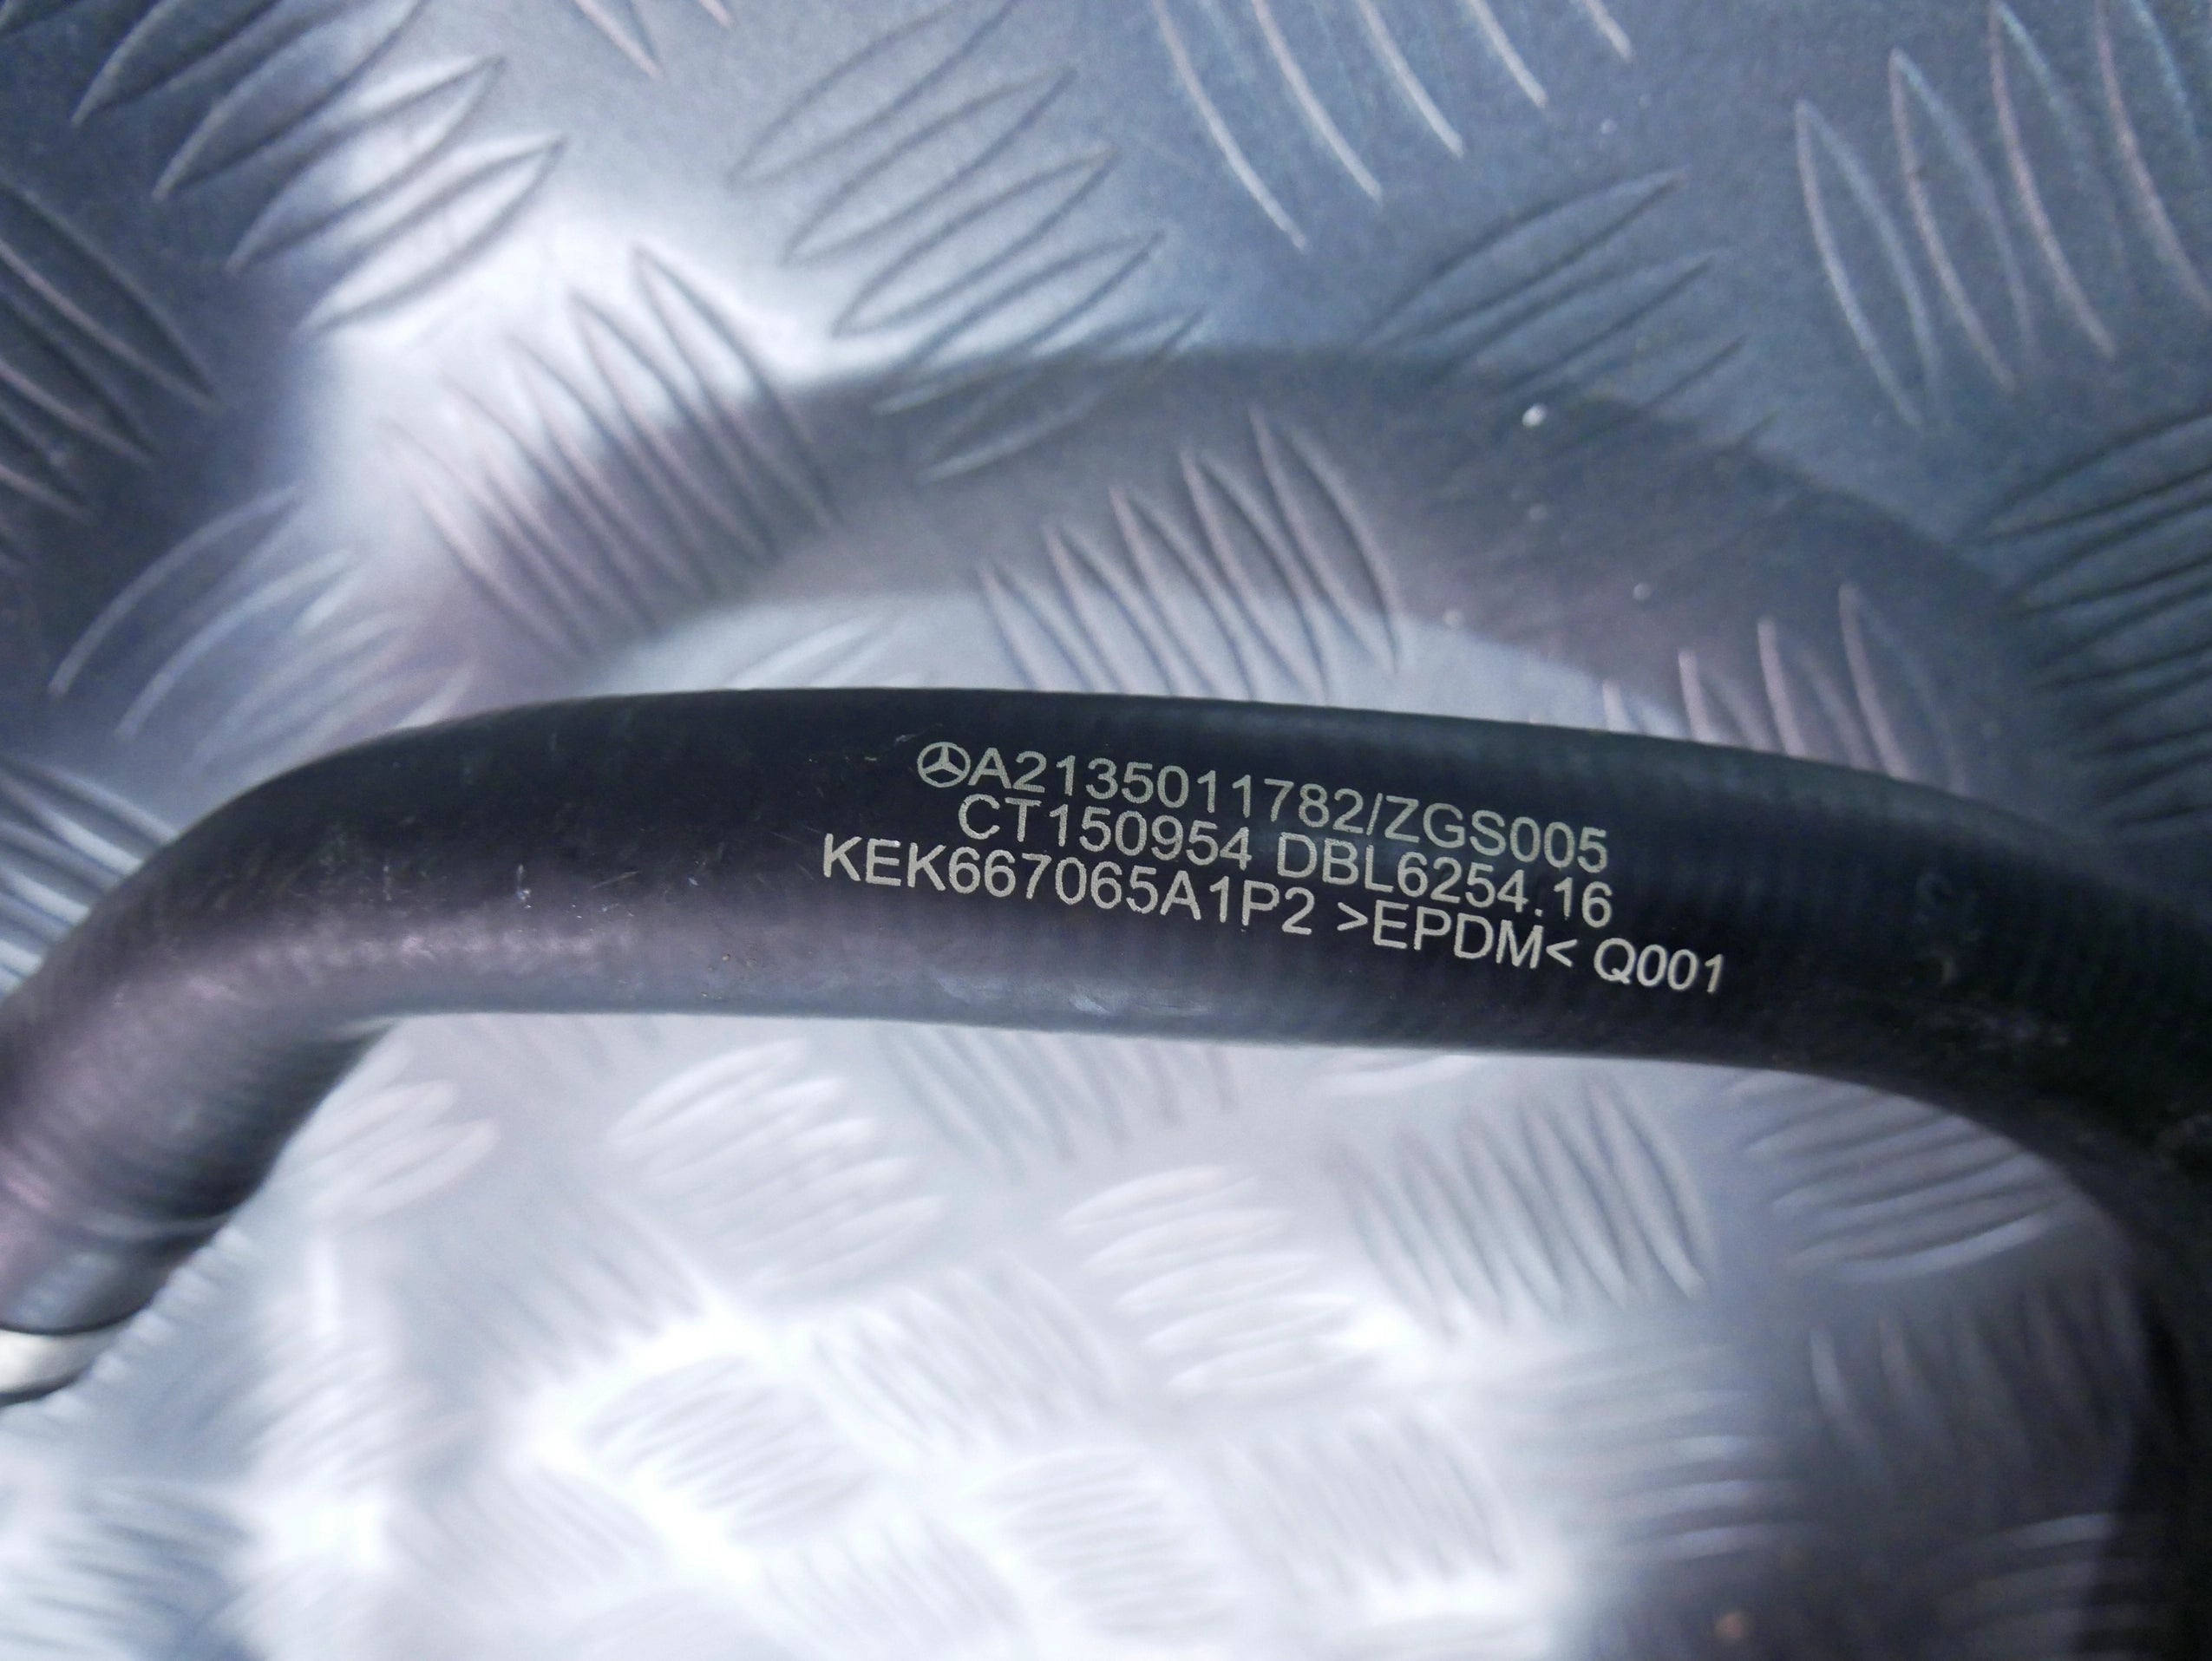 A2135011782/ZGS005
CT150954 DBL6254.16
KEK667065A1P2 >EPDM< Q001